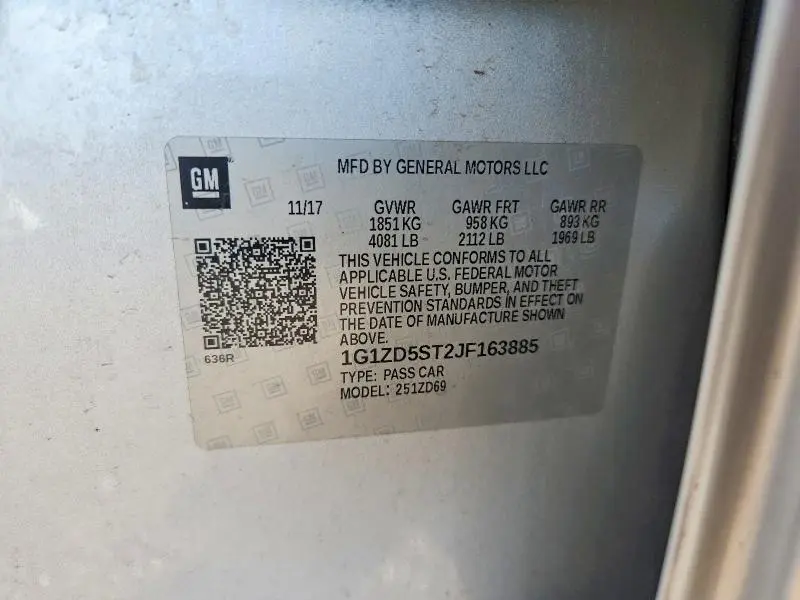 GM
MFD BY GENERAL MOTORS LLC
11/17 GVWR GAWR FRT GAWR RR
1851 KG 958 KG 893 KG
4081 LB 2112 LB 1969 LB
THIS VEHICLE CONFORMS TO ALL
APPLICABLE U.S. FEDERAL MOTOR
VEHICLE SAFETY, BUMPER, AND THEFT
PREVENTION STANDARDS IN EFFECT ON
THE DATE OF MANUFACTURE SHOWN
ABOVE.
636R
1G1ZD5ST2JF163885
TYPE: PASS CAR
MODEL: 251ZD69